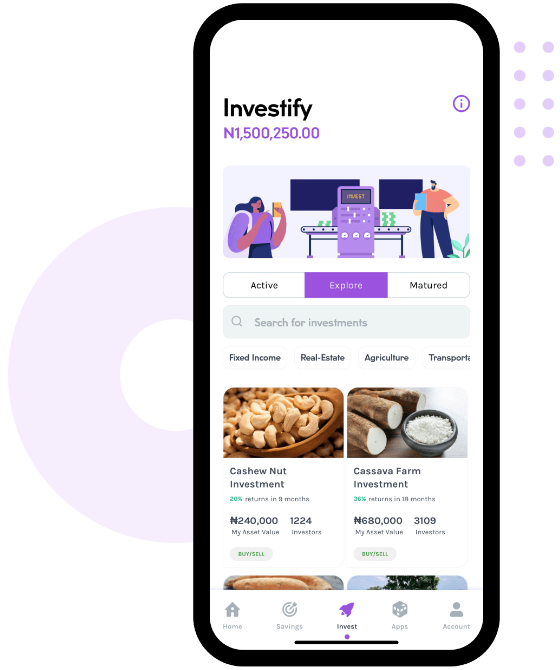 Investify
₦1,500,250.00
INVEST
Active Explore Matured
Search for investments
Fixed Income Real-Estate Agriculture Transporta
Cashew Nut
Investment
20% returns in 9 months
₦240,000 1224
My Asset Value Investors
BUY/SELL
Cassava Farm
Investment
36% returns in 18 months
₦680,000 3109
My Asset Value Investors
BUY/SELL
Home Savings Invest Apps Account